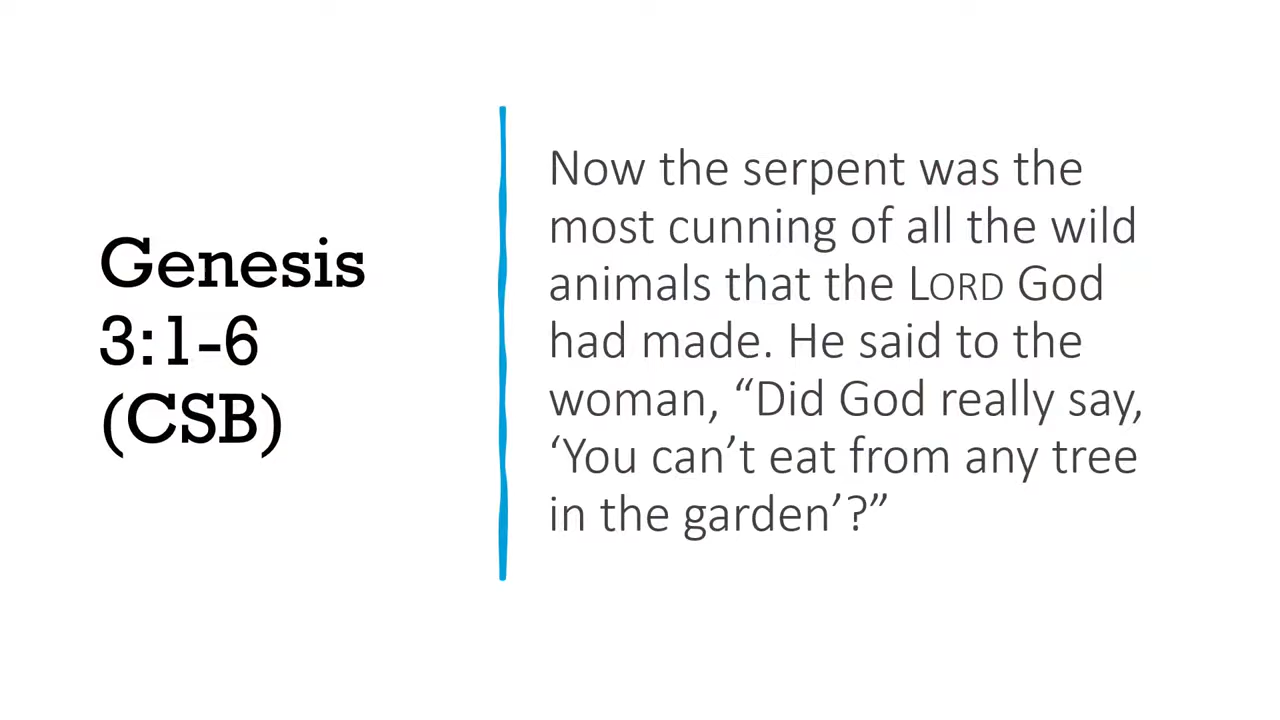 Genesis
3:1-6
(CSB)
Now the serpent was the
most cunning of all the wild
animals that the LORD God
had made. He said to the
woman, “Did God really say,
‘You can’t eat from any tree
in the garden’?”